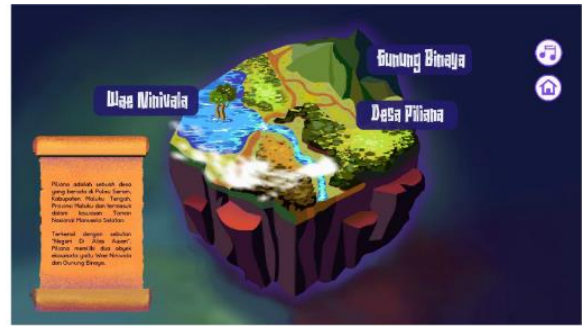 Gunung Binaya
Wae Ninivala
Desa Piliana
Piliana adalah sebuah desa
yang berada di Pulau Seram,
Kabupaten Maluku Tengah,
Provinsi Maluku dan termasuk
dalam kawasan Taman
Nasional Manusela Selatan.
Terkenal dengan sebutan
"Negeri Di Atas Awan",
Piliana memiliki dua obyek
ekowisata yaitu Wae Ninivala
dan Gunung Binaya.